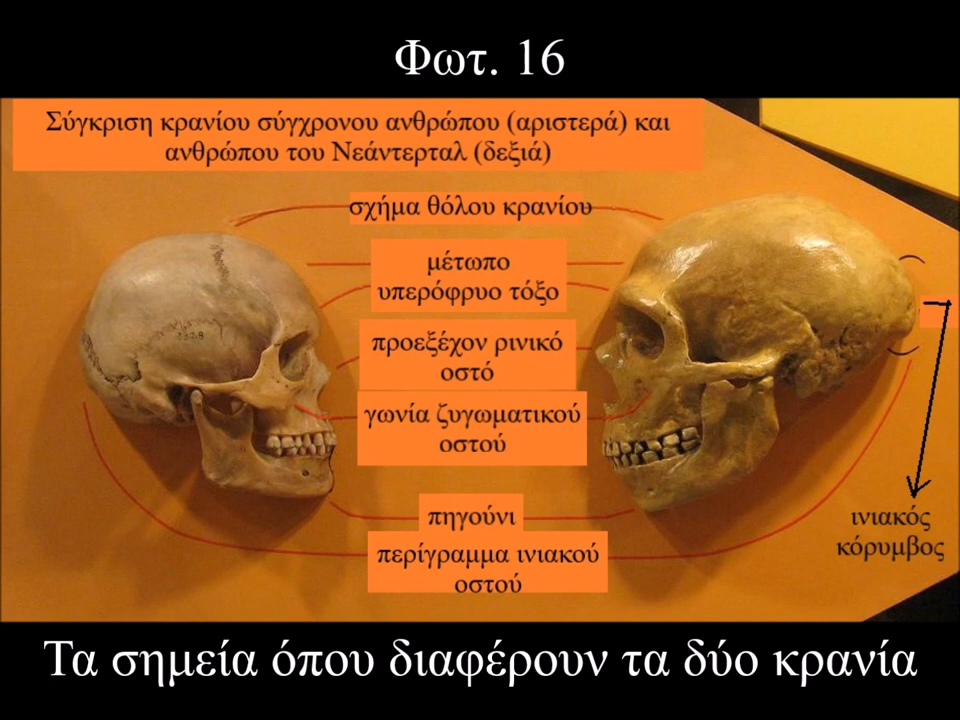 Φωτ. 16
Σύγκριση κρανίου σύγχρονου ανθρώπου (αριστερά) και
ανθρώπου του Νεάντερταλ (δεξιά)
σχήμα θόλου κρανίου
μέτωπο
υπερόφρυο τόξο
προεξέχον ρινικό
οστό
γωνία ζυγωματικού
οστού
πηγούνι
περίγραμμα ινιακού
οστού
ινιακός
κόρυμβος
Τα σημεία όπου διαφέρουν τα δύο κρανία